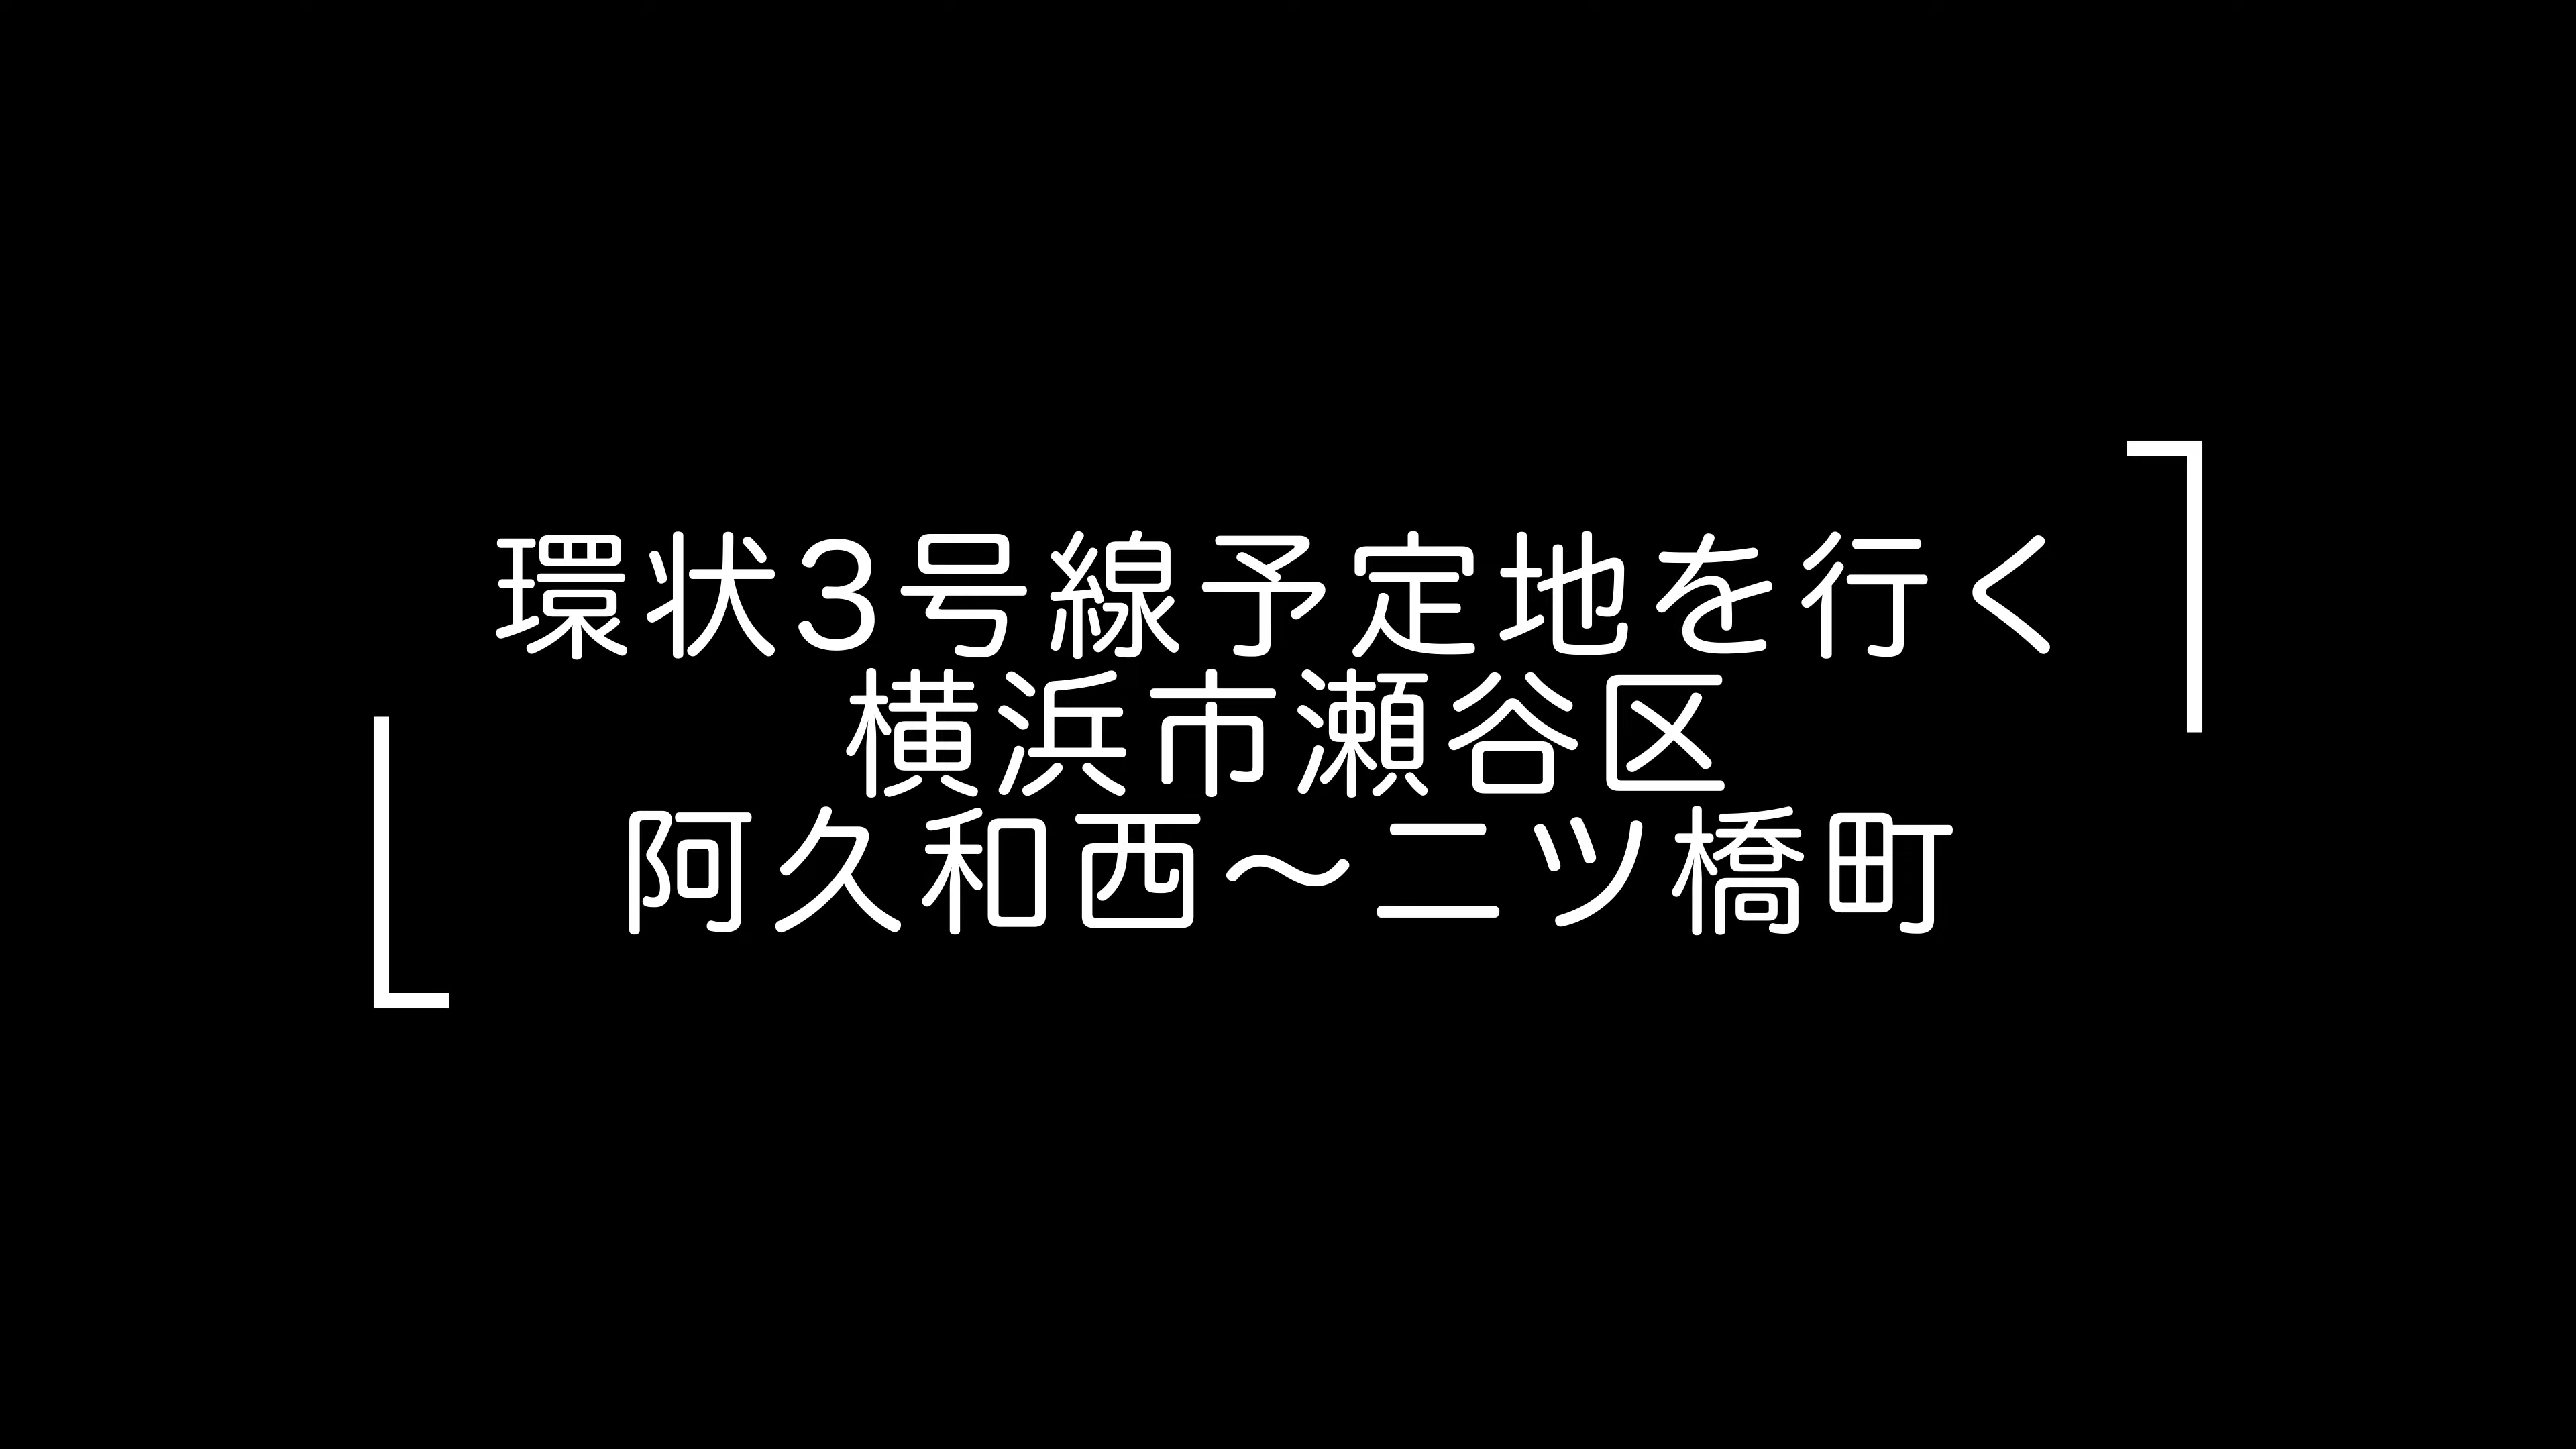 環状3号線予定地を行く
横浜市瀬谷区
阿久和西～二ツ橋町